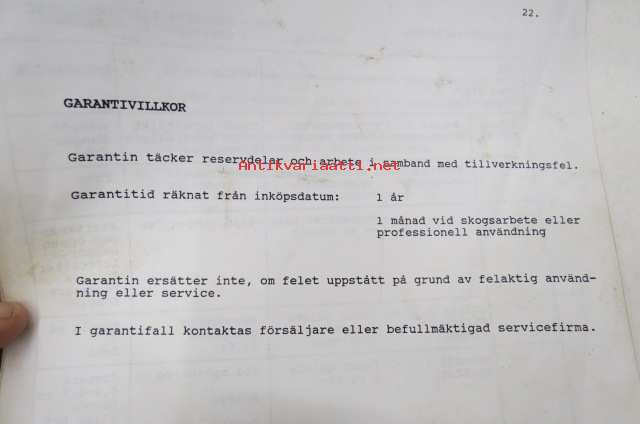 22.
GARANTIVILLKOR
Garantin täcker reservdelar och arbete i samband med tillverkningsfel.
Antikvariaatti.net
Garantitid räknat från inköpsdatum: 1 år
1 månad vid skogsarbete eller
professionell användning
Garantin ersätter inte, om felet uppstått på grund av felaktig använd-
ning eller service.
I garantifall kontaktas försäljare eller befullmäktigad servicefirma.